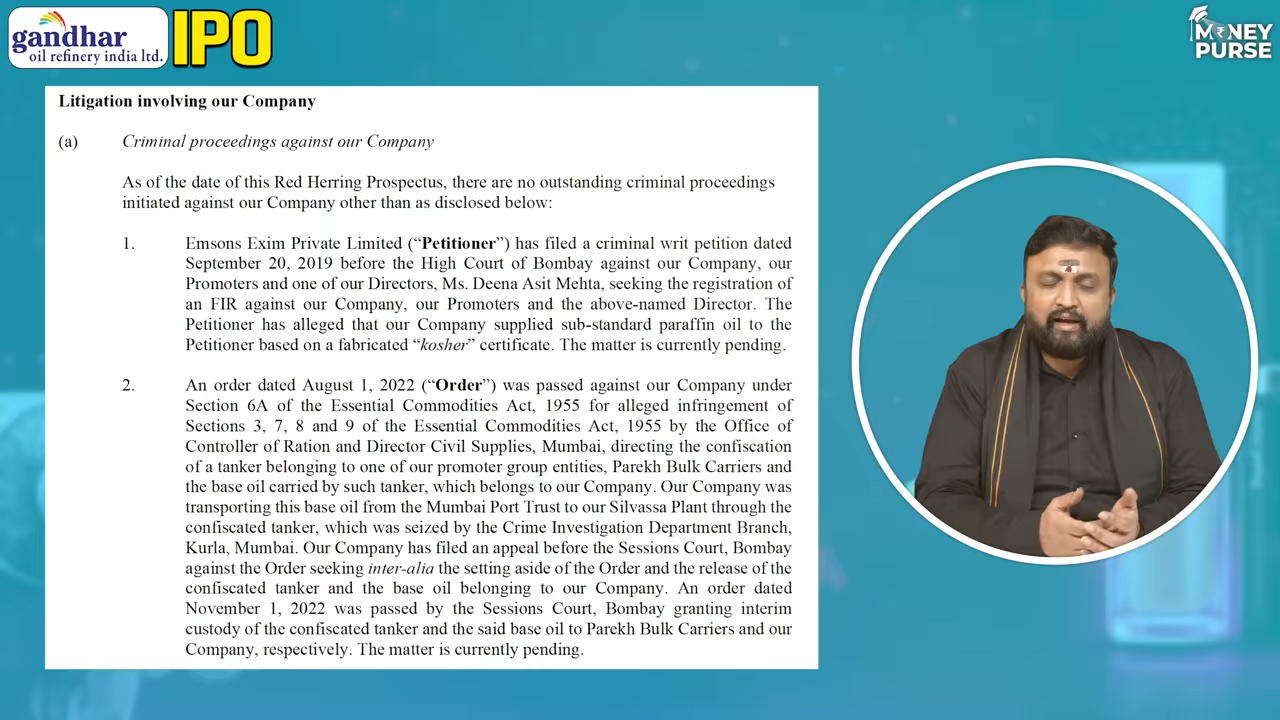 gandhar
oil refinery india ltd.
IPO
MONEY
PURSE
Litigation involving our Company
(a) Criminal proceedings against our Company
As of the date of this Red Herring Prospectus, there are no outstanding criminal proceedings
initiated against our Company other than as disclosed below:
1. Emsons Exim Private Limited (“Petitioner”) has filed a criminal writ petition dated
September 20, 2019 before the High Court of Bombay against our Company, our
Promoters and one of our Directors, Ms. Deena Asit Mehta, seeking the registration of
an FIR against our Company, our Promoters and the above-named Director. The
Petitioner has alleged that our Company supplied sub-standard paraffin oil to the
Petitioner based on a fabricated “kosher” certificate. The matter is currently pending.
2. An order dated August 1, 2022 (“Order”) was passed against our Company under
Section 6A of the Essential Commodities Act, 1955 for alleged infringement of
Sections 3, 7, 8 and 9 of the Essential Commodities Act, 1955 by the Office of
Controller of Ration and Director Civil Supplies, Mumbai, directing the confiscation
of a tanker belonging to one of our promoter group entities, Parekh Bulk Carriers and
the base oil carried by such tanker, which belongs to our Company. Our Company was
transporting this base oil from the Mumbai Port Trust to our Silvassa Plant through the
confiscated tanker, which was seized by the Crime Investigation Department Branch,
Kurla, Mumbai. Our Company has filed an appeal before the Sessions Court, Bombay
against the Order seeking inter-alia the setting aside of the Order and the release of the
confiscated tanker and the base oil belonging to our Company. An order dated
November 1, 2022 was passed by the Sessions Court, Bombay granting interim
custody of the confiscated tanker and the said base oil to Parekh Bulk Carriers and our
Company, respectively. The matter is currently pending.